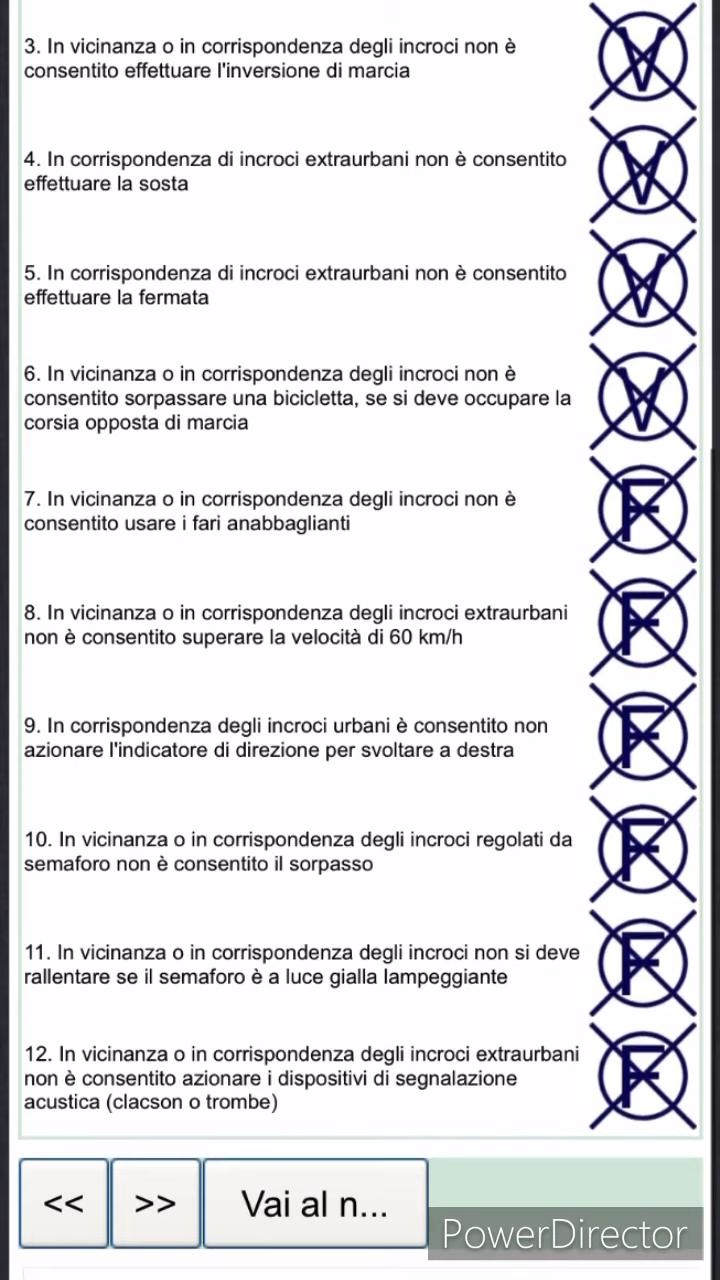 3. In vicinanza o in corrispondenza degli incroci non è
consentito effettuare l'inversione di marcia
V
4. In corrispondenza di incroci extraurbani non è consentito
effettuare la sosta
V
5. In corrispondenza di incroci extraurbani non è consentito
effettuare la fermata
V
6. In vicinanza o in corrispondenza degli incroci non è
consentito sorpassare una bicicletta, se si deve occupare la
corsia opposta di marcia
V
7. In vicinanza o in corrispondenza degli incroci non è
consentito usare i fari anabbaglianti
F
8. In vicinanza o in corrispondenza degli incroci extraurbani
non è consentito superare la velocità di 60 km/h
F
9. In corrispondenza degli incroci urbani è consentito non
azionare l'indicatore di direzione per svoltare a destra
F
10. In vicinanza o in corrispondenza degli incroci regolati da
semaforo non è consentito il sorpasso
F
11. In vicinanza o in corrispondenza degli incroci non si deve
rallentare se il semaforo è a luce gialla lampeggiante
F
12. In vicinanza o in corrispondenza degli incroci extraurbani
non è consentito azionare i dispositivi di segnalazione
acustica (clacson o trombe)
F
<< >> Vai al n...
PowerDirector